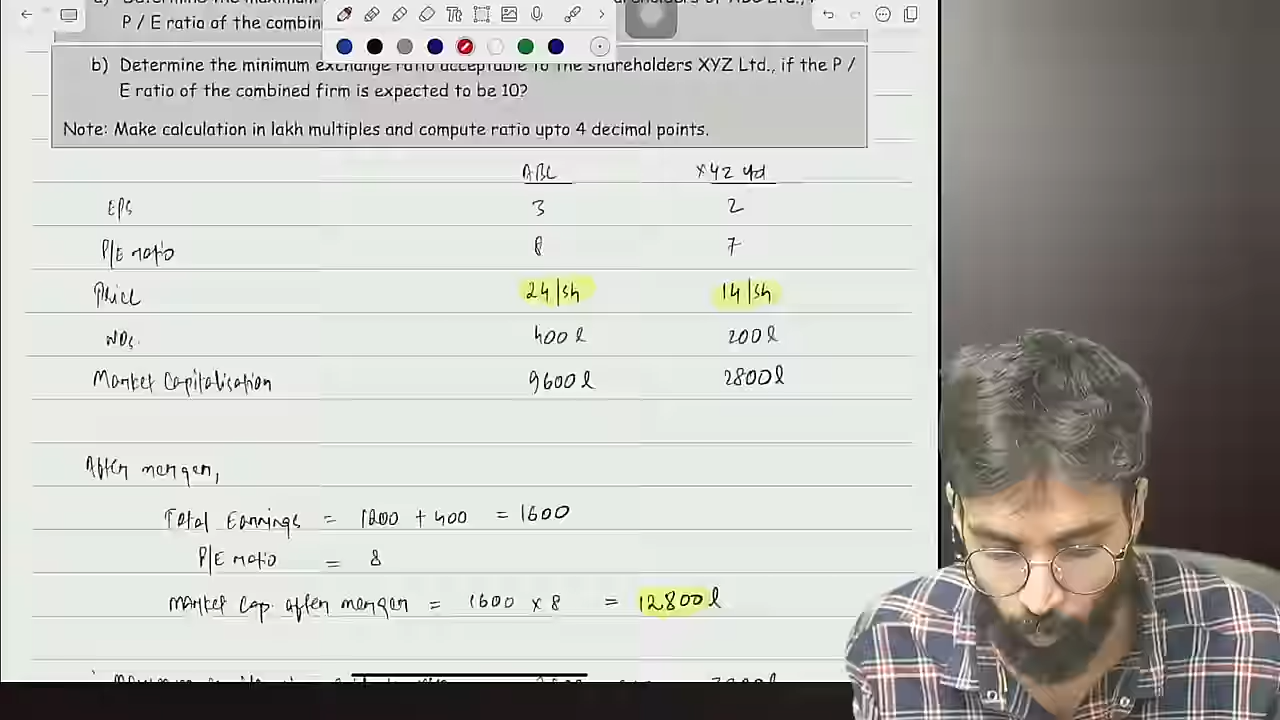 P / E ratio of the combin
b) Determine the minimum exchange ratio acceptable to the shareholders XYZ Ltd., if the P /
E ratio of the combined firm is expected to be 10?
Note: Make calculation in lakh multiples and compute ratio upto 4 decimal points.
ABC XYZ Ltd
EPS 3 2
P/E ratio 8 7
Price 24/sh 14/sh
NOS. 400 l 200 l
Market Capitalisation 9600 l 2800 l
After merger,
Total Earnings = 1200 + 400 = 1600
P/E ratio = 8
Market Cap. after merger = 1600 x 8 = 12800 l